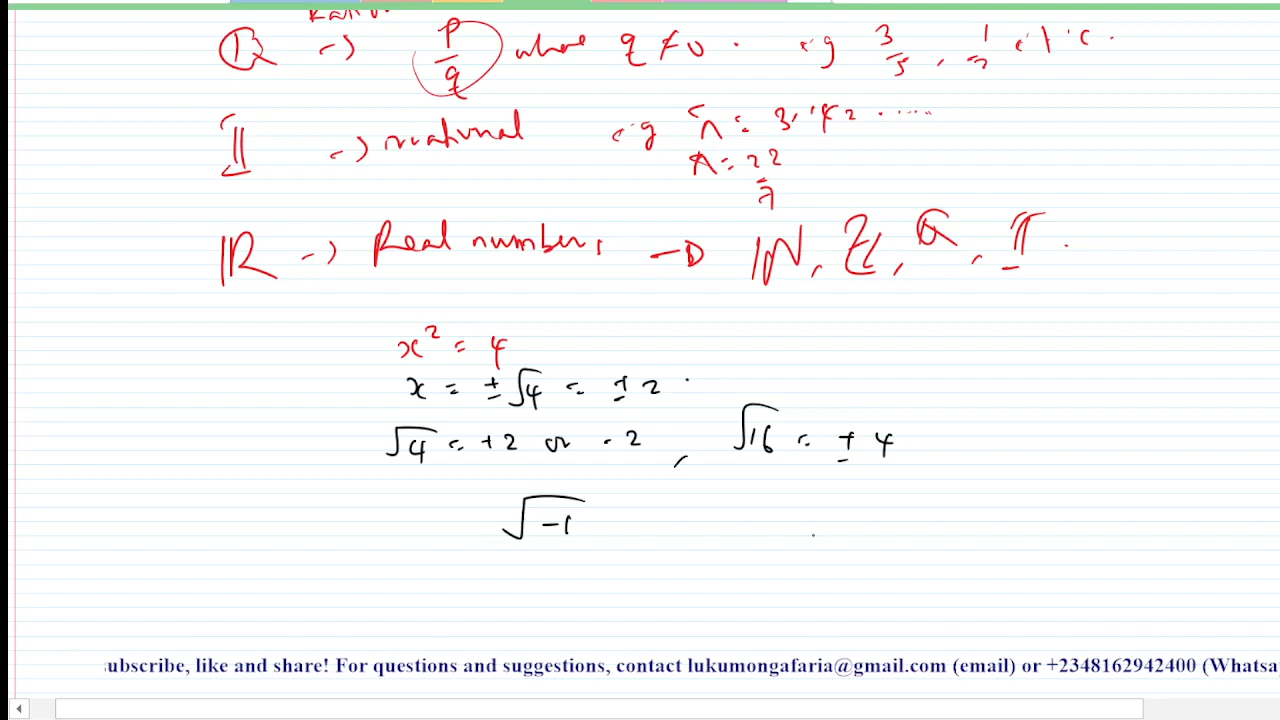 Q → p/q where q ≠ 0 . e.g 3/5 , 1/2 e.t.c.
𝕀 → irrational e.g π = 3.142 ......
π = 22/7
ℝ → Real numbers → ℕ, ℤ, Q, 𝕀 .
x² = 4
x = ±√4 = ±2 .
√4 = +2 or -2 , √16 = ±4
√-1
ubscribe, like and share! For questions and suggestions, contact lukumongafaria@gmail.com (email) or +2348162942400 (Whatsa